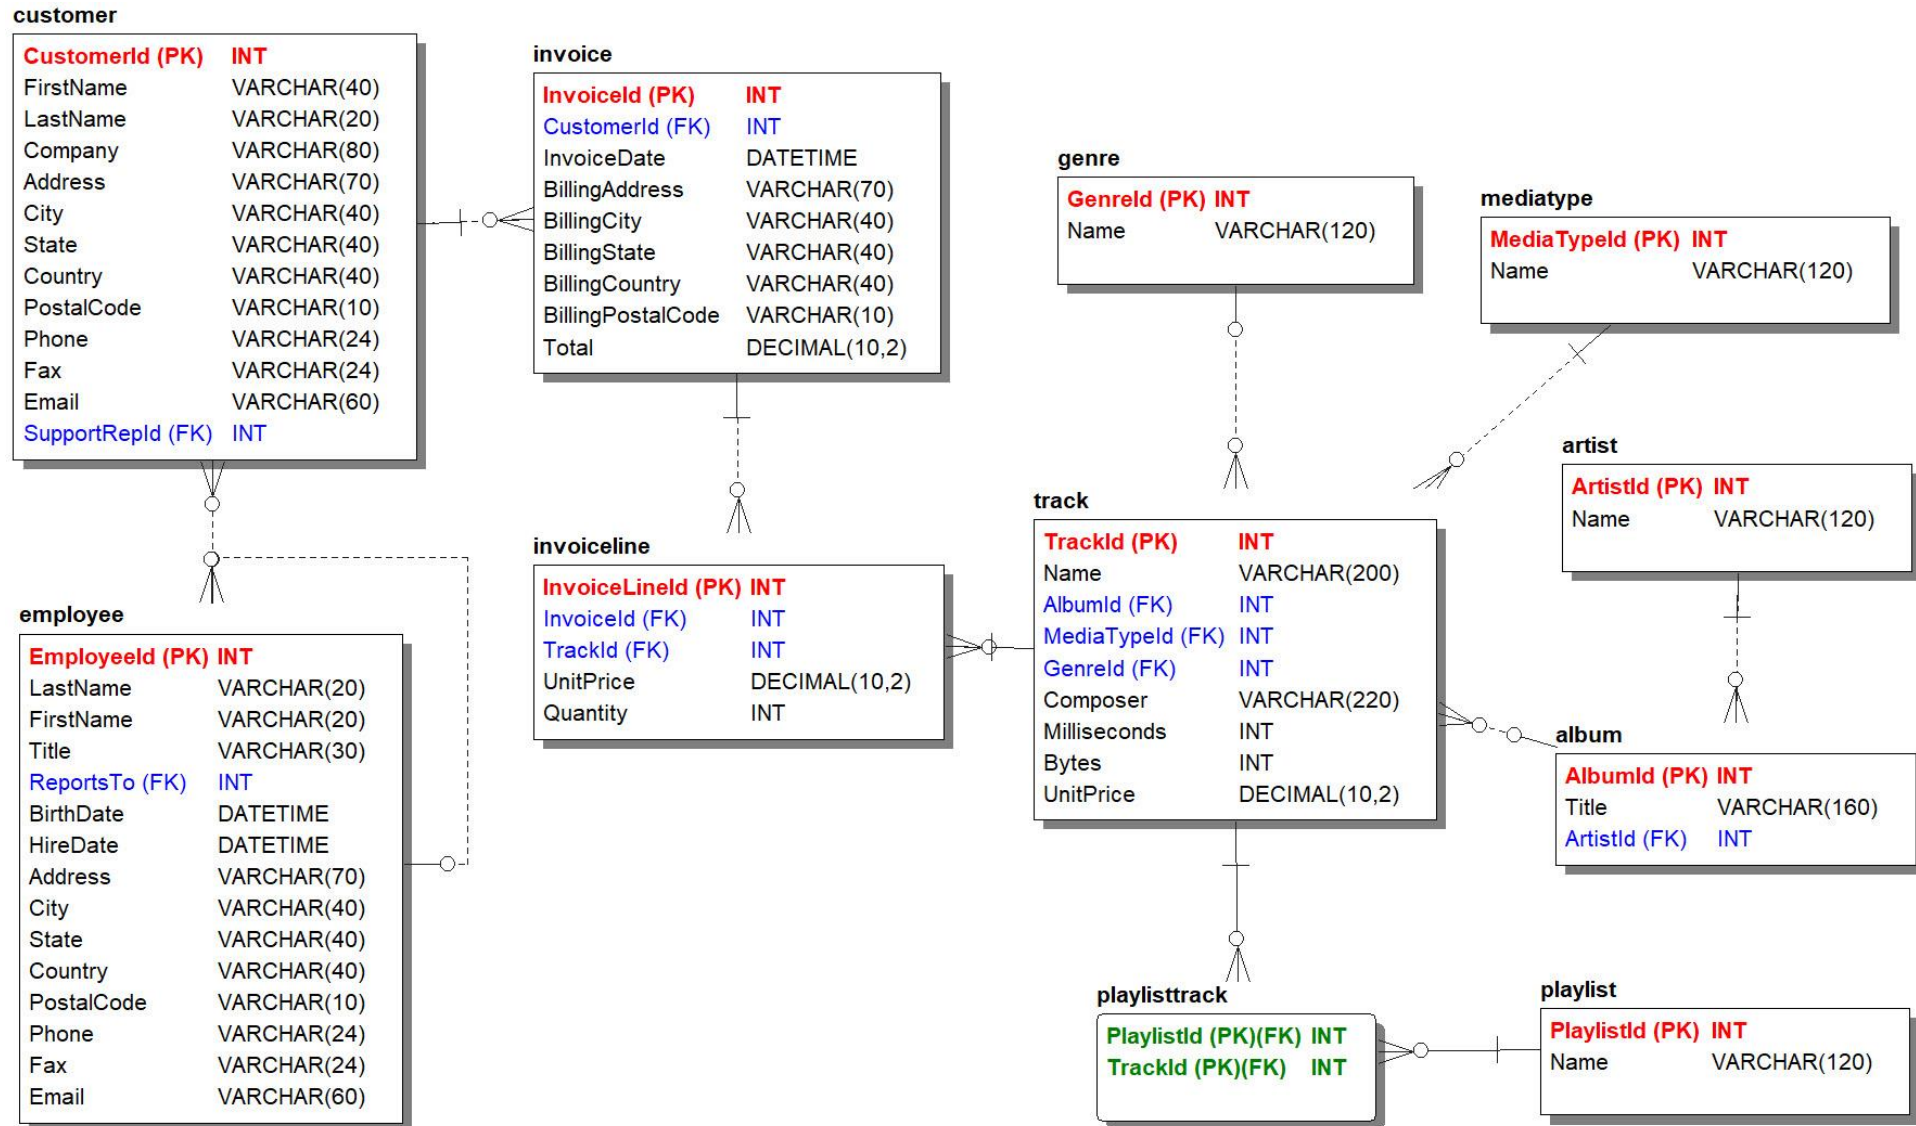 customer
CustomerId (PK) INT
FirstName VARCHAR(40)
LastName VARCHAR(20)
Company VARCHAR(80)
Address VARCHAR(70)
City VARCHAR(40)
State VARCHAR(40)
Country VARCHAR(40)
PostalCode VARCHAR(10)
Phone VARCHAR(24)
Fax VARCHAR(24)
Email VARCHAR(60)
SupportRepId (FK) INT
invoice
InvoiceId (PK) INT
CustomerId (FK) INT
InvoiceDate DATETIME
BillingAddress VARCHAR(70)
BillingCity VARCHAR(40)
BillingState VARCHAR(40)
BillingCountry VARCHAR(40)
BillingPostalCode VARCHAR(10)
Total DECIMAL(10,2)
genre
GenreId (PK) INT
Name VARCHAR(120)
mediatype
MediaTypeId (PK) INT
Name VARCHAR(120)
artist
ArtistId (PK) INT
Name VARCHAR(120)
employee
EmployeeId (PK) INT
LastName VARCHAR(20)
FirstName VARCHAR(20)
Title VARCHAR(30)
ReportsTo (FK) INT
BirthDate DATETIME
HireDate DATETIME
Address VARCHAR(70)
City VARCHAR(40)
State VARCHAR(40)
Country VARCHAR(40)
PostalCode VARCHAR(10)
Phone VARCHAR(24)
Fax VARCHAR(24)
Email VARCHAR(60)
invoiceline
InvoiceLineId (PK) INT
InvoiceId (FK) INT
TrackId (FK) INT
UnitPrice DECIMAL(10,2)
Quantity INT
track
TrackId (PK) INT
Name VARCHAR(200)
AlbumId (FK) INT
MediaTypeId (FK) INT
GenreId (FK) INT
Composer VARCHAR(220)
Milliseconds INT
Bytes INT
UnitPrice DECIMAL(10,2)
album
AlbumId (PK) INT
Title VARCHAR(160)
ArtistId (FK) INT
playlisttrack
PlaylistId (PK)(FK) INT
TrackId (PK)(FK) INT
playlist
PlaylistId (PK) INT
Name VARCHAR(120)